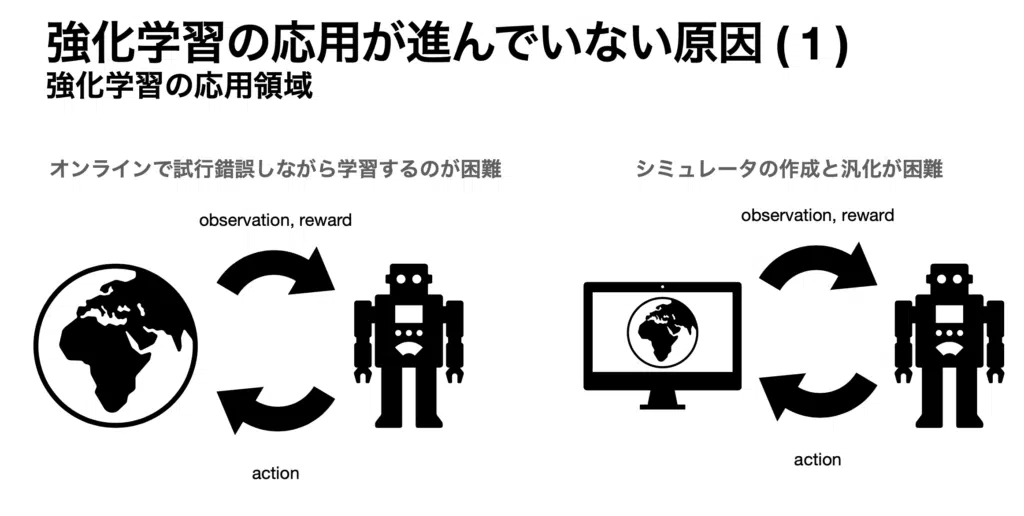 強化学習の応用が進んでいない原因 ( 1 )
強化学習の応用領域
オンラインで試行錯誤しながら学習するのが困難
observation, reward
action
シミュレータの作成と汎化が困難
observation, reward
action